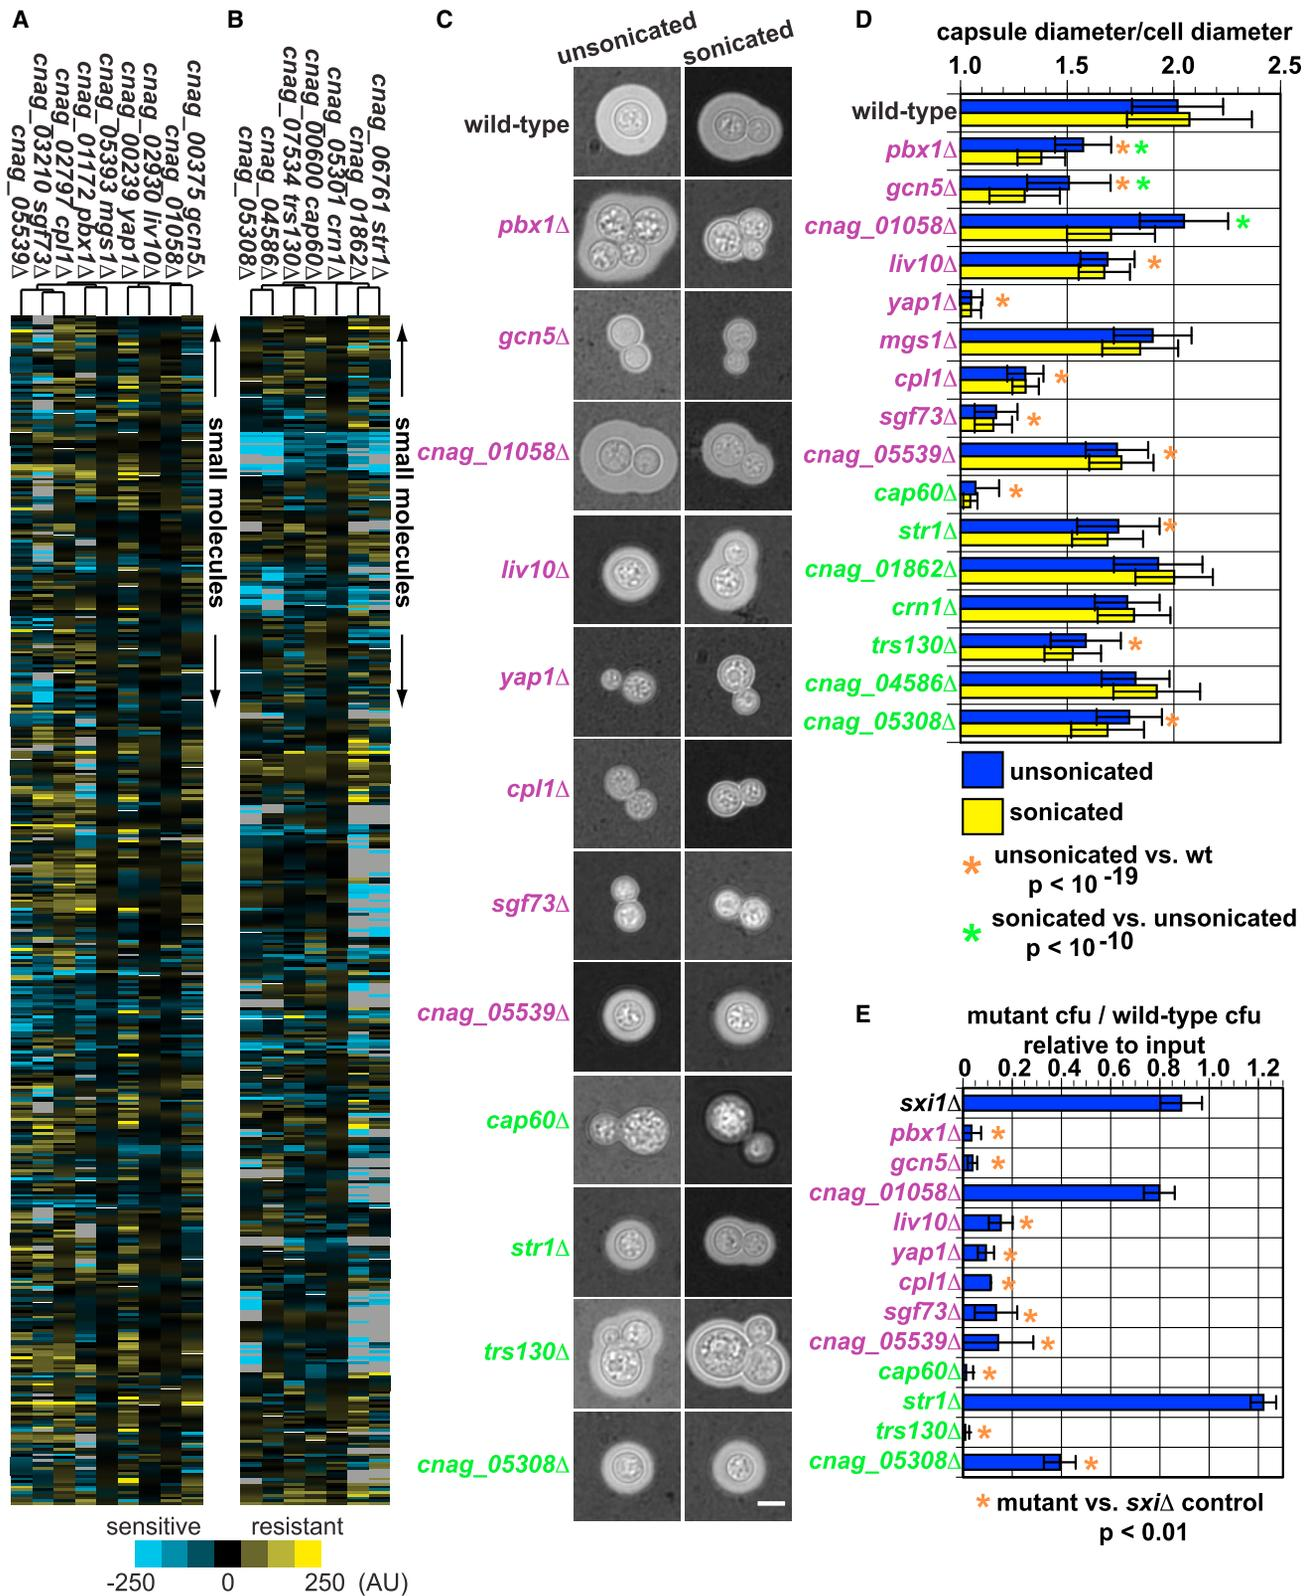 A
cnag_05539Δ
cnag_03210 sgf73Δ
cnag_02797 cpl1Δ
cnag_01172 pbx1Δ
cnag_05393 mgs1Δ
cnag_00239 yap1Δ
cnag_02930 liv10Δ
cnag_01058Δ
cnag_00375 gcn5Δ
small molecules
B
cnag_05308Δ
cnag_04586Δ
cnag_07534 trs130Δ
cnag_00600 cap60Δ
cnag_05301 crn1Δ
cnag_01862Δ
cnag_06761 str1Δ
small molecules
sensitive resistant
-250 0 250 (AU)
C
unsonicated sonicated
wild-type
pbx1Δ
gcn5Δ
cnag_01058Δ
liv10Δ
yap1Δ
cpl1Δ
sgf73Δ
cnag_05539Δ
cap60Δ
str1Δ
trs130Δ
cnag_05308Δ
D
capsule diameter/cell diameter
1.0 1.5 2.0 2.5
wild-type
pbx1Δ * *
gcn5Δ * *
cnag_01058Δ *
liv10Δ *
yap1Δ *
mgs1Δ
cpl1Δ *
sgf73Δ *
cnag_05539Δ *
cap60Δ *
str1Δ *
cnag_01862Δ
crn1Δ
trs130Δ *
cnag_04586Δ
cnag_05308Δ *
unsonicated
sonicated
* unsonicated vs. wt
p < 10 -19
* sonicated vs. unsonicated
p < 10 -10
E
mutant cfu / wild-type cfu
relative to input
0 0.2 0.4 0.6 0.8 1.0 1.2
sxi1Δ
pbx1Δ *
gcn5Δ *
cnag_01058Δ
liv10Δ *
yap1Δ *
cpl1Δ *
sgf73Δ *
cnag_05539Δ *
cap60Δ *
str1Δ
trs130Δ *
cnag_05308Δ *
* mutant vs. sxiΔ control
p < 0.01